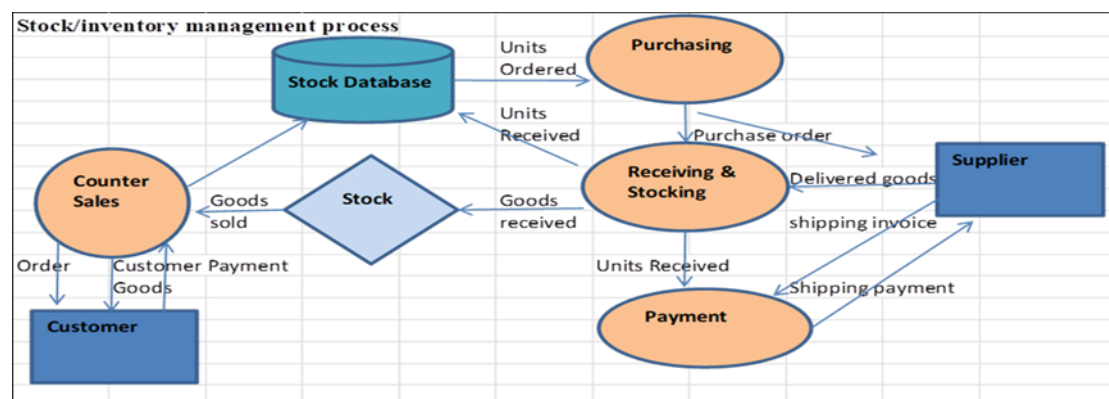 Stock/inventory management process
Stock Database
Units
Ordered
Purchasing
Units
Received
Purchase order
Counter
Sales
Goods
sold
Stock
Goods
received
Receiving &
Stocking
Delivered goods
Supplier
shipping invoice
Order
Customer Payment
Goods
Units Received
Shipping payment
Customer
Payment